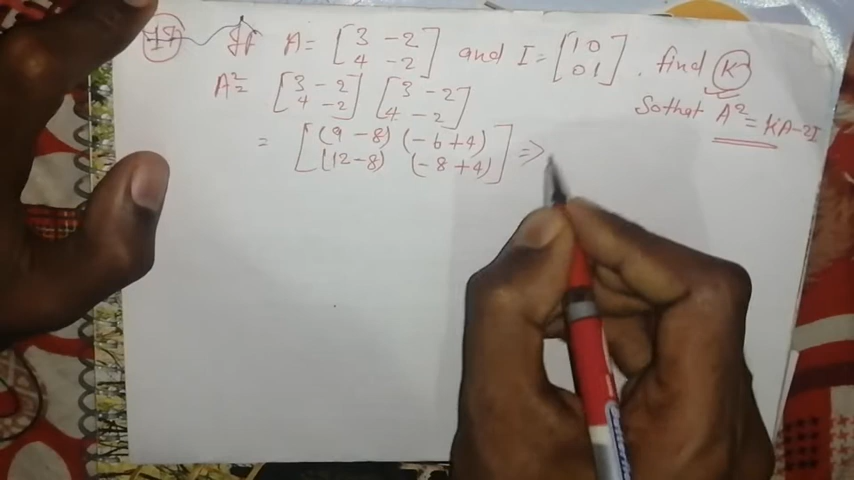 If A = [3 -2 4 -2] and I = [1 0 0 1]. find K
So that A² = KA-2I
A²= [3 -2 4 -2] [3 -2 4 -2]
= [(9 -8) (-6+4) (12-8) (-8+4)] =>